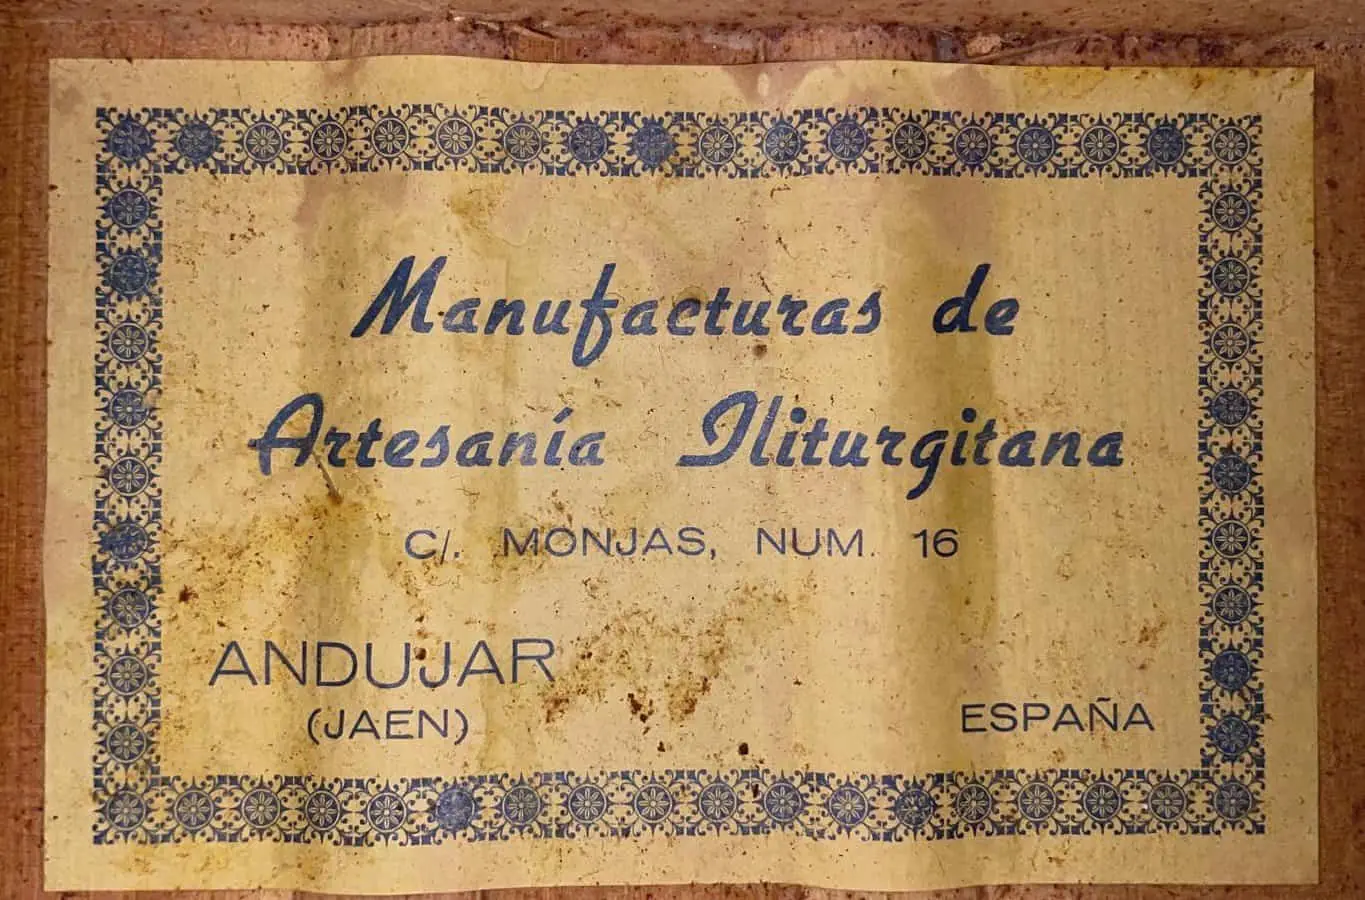 Manufacturas de
Artesanía Iliturgitana
C/. MONJAS, NUM. 16
ANDUJAR
(JAEN)
ESPAÑA